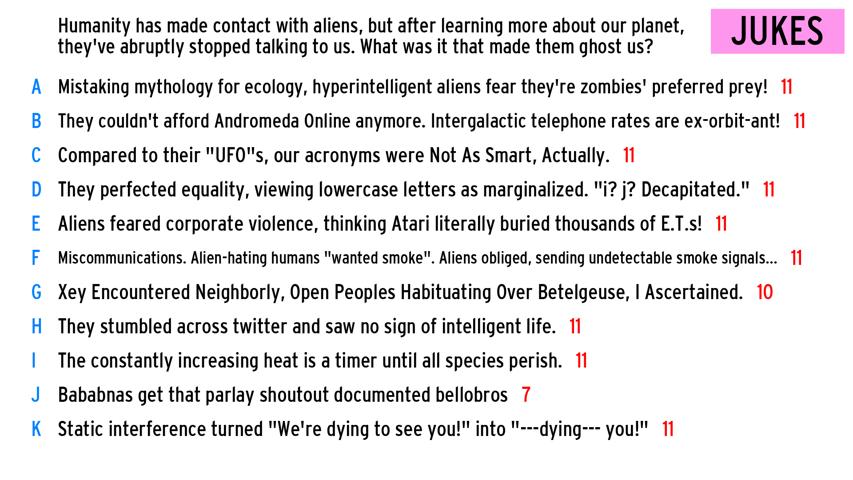 Humanity has made contact with aliens, but after learning more about our planet,
they've abruptly stopped talking to us. What was it that made them ghost us?
JUKES
A Mistaking mythology for ecology, hyperintelligent aliens fear they're zombies' preferred prey! 11
B They couldn't afford Andromeda Online anymore. Intergalactic telephone rates are ex-orbit-ant! 11
C Compared to their "UFO"s, our acronyms were Not As Smart, Actually. 11
D They perfected equality, viewing lowercase letters as marginalized. "i? j? Decapitated." 11
E Aliens feared corporate violence, thinking Atari literally buried thousands of E.T.s! 11
F Miscommunications. Alien-hating humans "wanted smoke". Aliens obliged, sending undetectable smoke signals... 11
G Xey Encountered Neighborly, Open Peoples Habituating Over Betelgeuse, I Ascertained. 10
H They stumbled across twitter and saw no sign of intelligent life. 11
I The constantly increasing heat is a timer until all species perish. 11
J Bababnas get that parlay shoutout documented bellobros 7
K Static interference turned "We're dying to see you!" into "---dying--- you!" 11